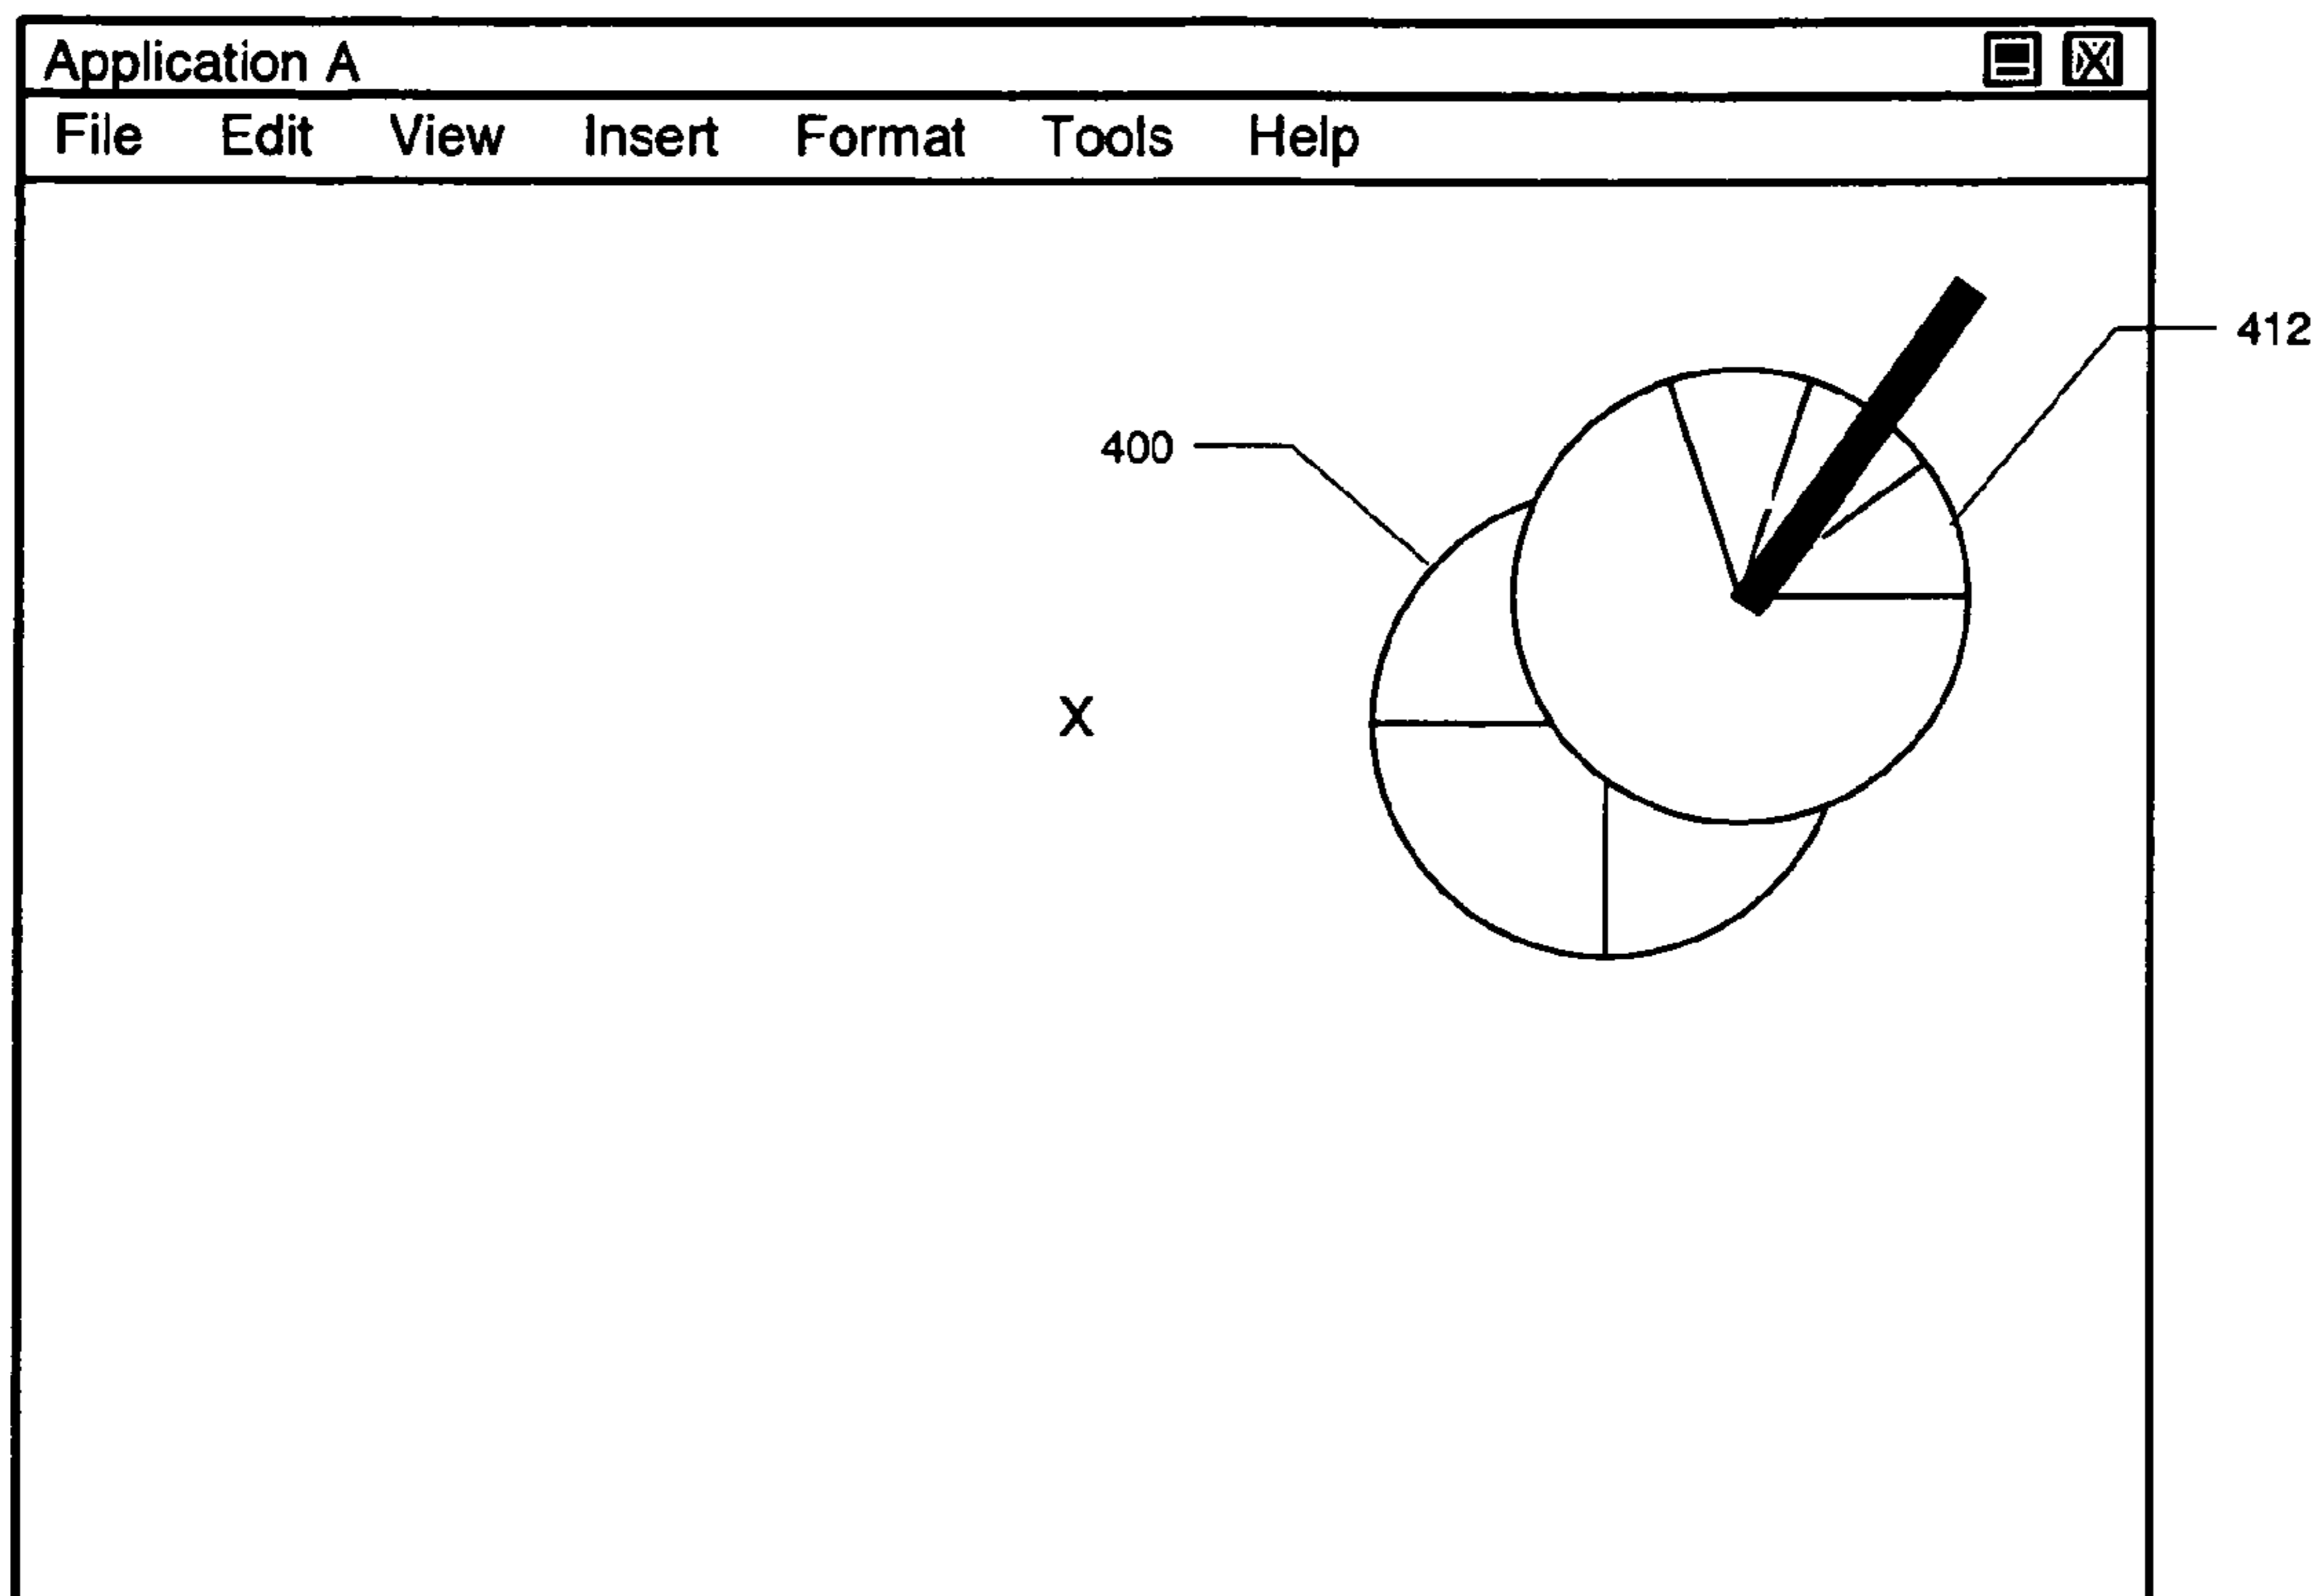 Application A
File Edit View Insert Format Tools Help
412
400
X